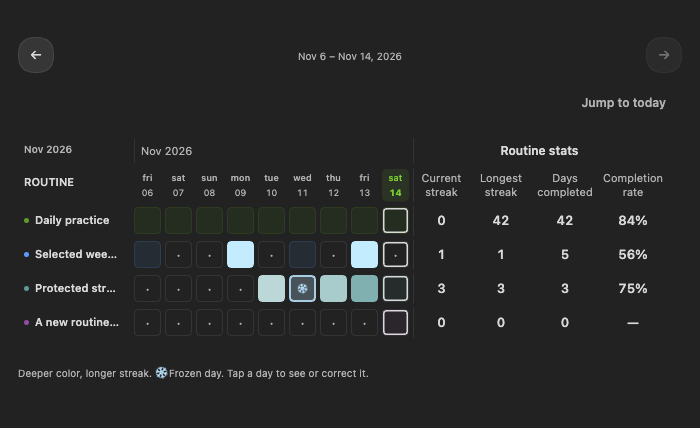 Nov 6 – Nov 14, 2026
Jump to today
Nov 2026 Nov 2026 Routine stats
ROUTINE fri 06 sat 07 sun 08 mon 09 tue 10 wed 11 thu 12 fri 13 sat 14 Current streak Longest streak Days completed Completion rate
Daily practice 0 42 42 84%
Selected wee... 1 1 5 56%
Protected str... 3 3 3 75%
A new routine... 0 0 0 —
Deeper color, longer streak. Frozen day. Tap a day to see or correct it.